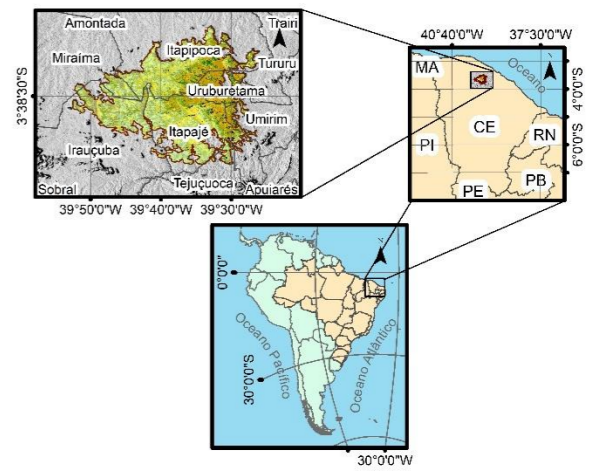 Amontada
Trairi
Miraíma
Itapipoca
Tururu
Uruburetama
Umirim
Itapajé
Irauçuba
Sobral
Tejuçuoca
Apuiarés
3°38'30"S
39°50'0"W 39°40'0"W 39°30'0"W
40°40'0"W 37°30'0"W
MA
Oceano
CE
RN
PI
PB
PE
4°0'0"S
6°0'0"S
0°0'0"
30°0'0"S
Oceano Pacífico
Oceano Atlântico
30°0'0"W